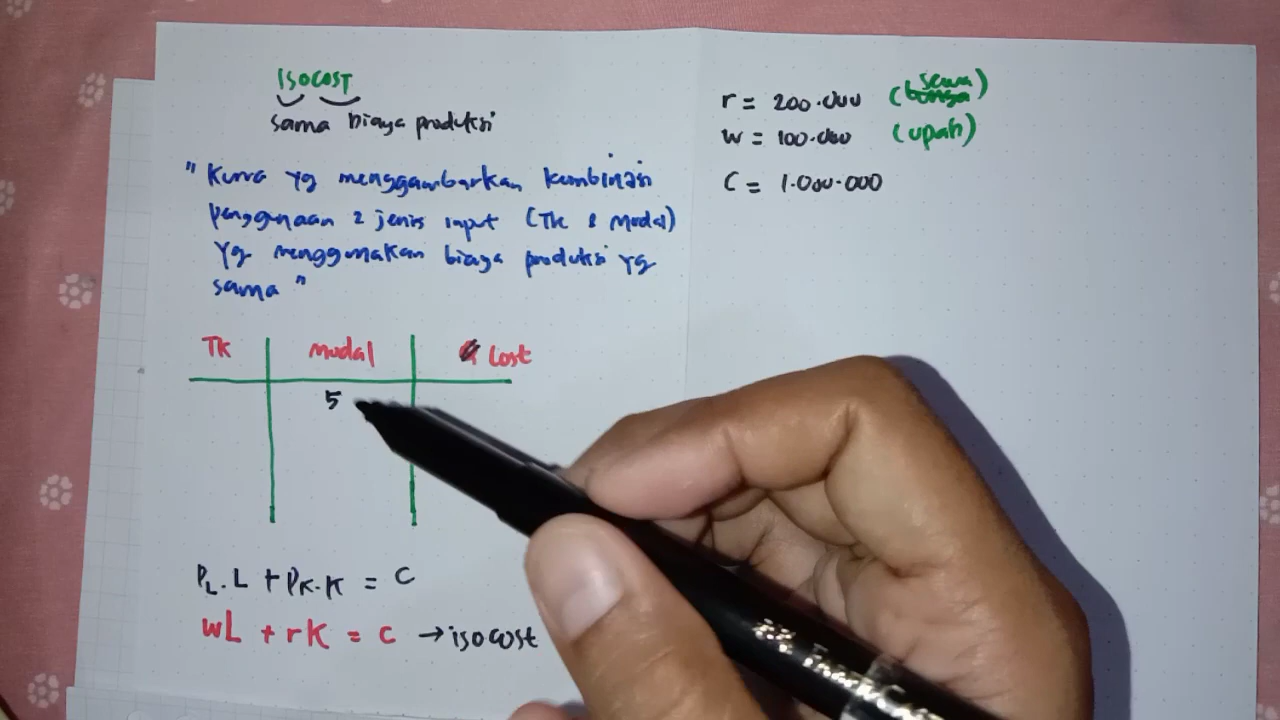 ISOCOST
sama biaya produksi
" Kurva yg menggambarkan kombinasi
penggunaan 2 jenis input (TK & Modal)
yg menggunakan biaya produksi yg
sama "
TK modal Cost
5
PL.L + PK.K = C
wL + rK = C → isocost
r = 200.000 (sewa)
w = 100.000 (upah)
C = 1.000.000